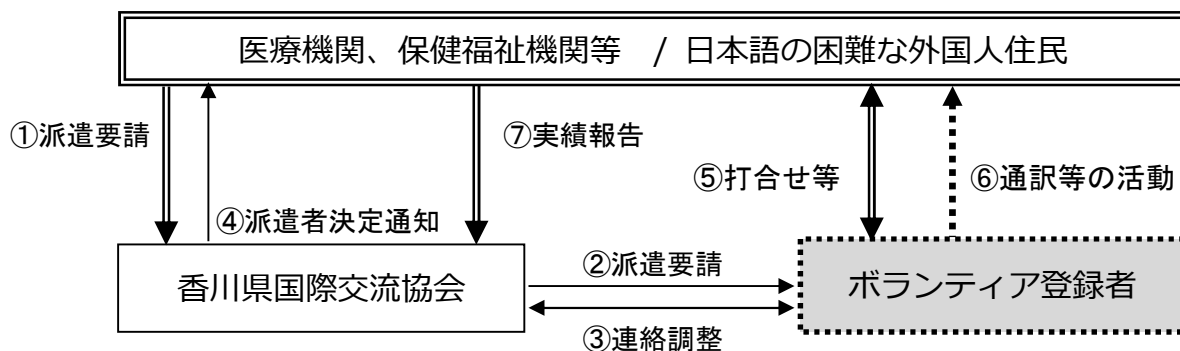 医療機関、保健福祉機関等 / 日本語の困難な外国人住民
①派遣要請
⑦実績報告
⑤打合せ等
⑥通訳等の活動
④派遣者決定通知
香川県国際交流協会
②派遣要請
ボランティア登録者
③連絡調整